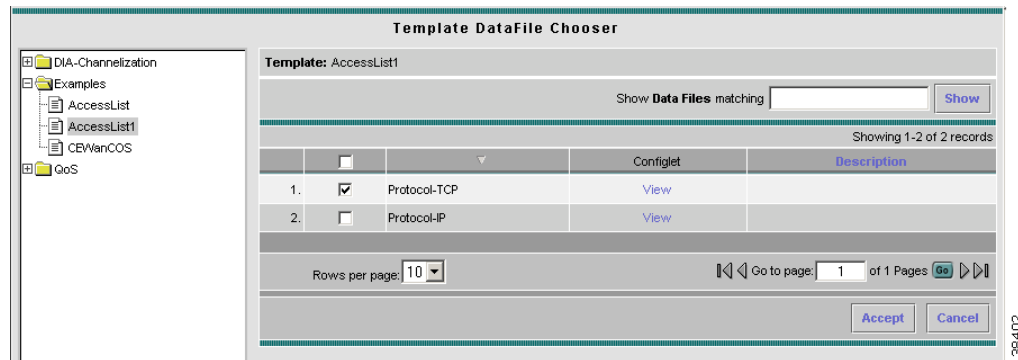 Template DataFile Chooser
DIA-Channelization
Examples
AccessList
AccessList1
CEWanCOS
QoS
Template: AccessList1
Show Data Files matching Show
Showing 1-2 of 2 records
Configlet Description
1. Protocol-TCP View
2. Protocol-IP View
Rows per page: 10 Go to page: 1 of 1 Pages Go
Accept Cancel